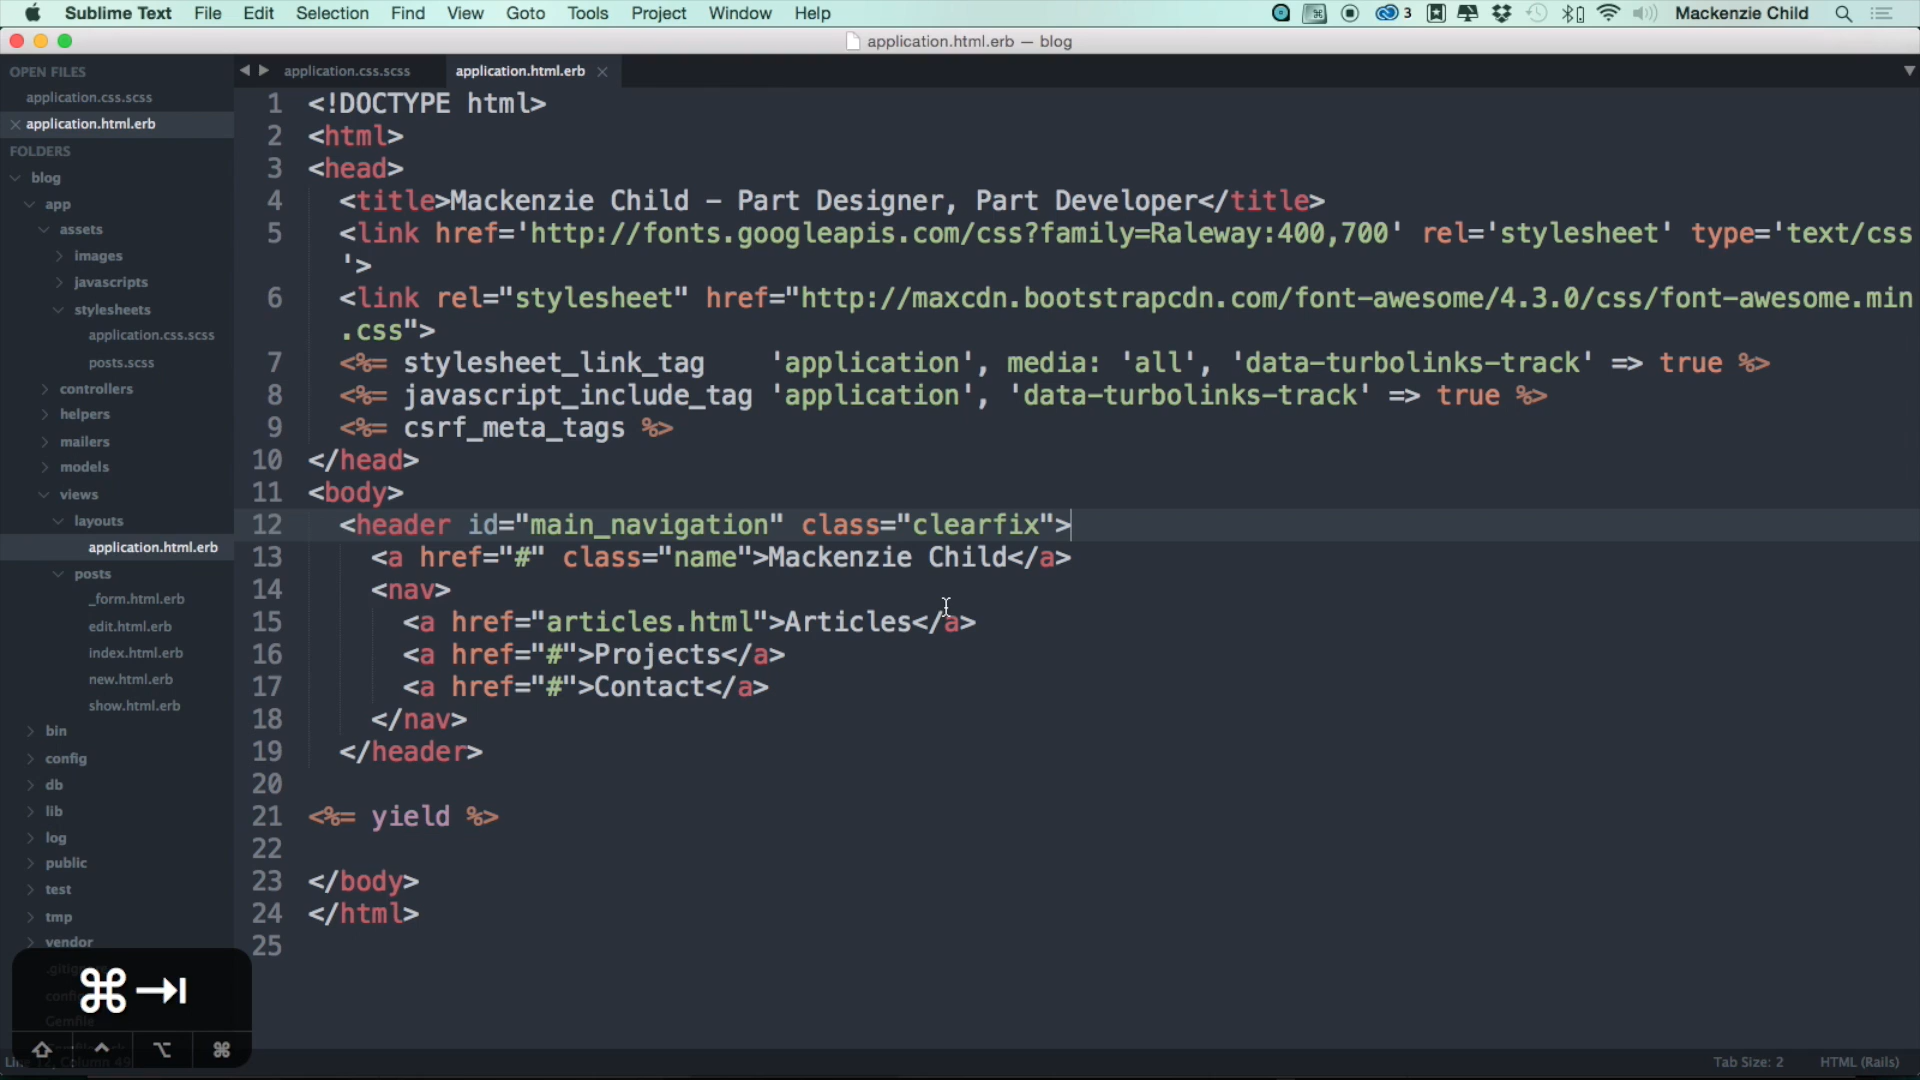 Sublime Text File Edit Selection Find View Goto Tools Project Window Help 3 Mackenzie Child
application.html.erb — blog
OPEN FILES
application.css.scss
application.html.erb
FOLDERS
blog
app
assets
images
javascripts
stylesheets
application.css.scss
posts.scss
controllers
helpers
mailers
models
views
layouts
application.html.erb
posts
_form.html.erb
edit.html.erb
index.html.erb
new.html.erb
show.html.erb
bin
config
db
lib
log
public
test
tmp
vendor
Gemfile
application.css.scss application.html.erb
1 <!DOCTYPE html>
2 <html>
3 <head>
4 <title>Mackenzie Child - Part Designer, Part Developer</title>
5 <link href='http://fonts.googleapis.com/css?family=Raleway:400,700' rel='stylesheet' type='text/css
'>
6 <link rel="stylesheet" href="http://maxcdn.bootstrapcdn.com/font-awesome/4.3.0/css/font-awesome.min
.css">
7 <%= stylesheet_link_tag    'application', media: 'all', 'data-turbolinks-track' => true %>
8 <%= javascript_include_tag 'application', 'data-turbolinks-track' => true %>
9 <%= csrf_meta_tags %>
10 </head>
11 <body>
12 <header id="main_navigation" class="clearfix">
13 <a href="#" class="name">Mackenzie Child</a>
14 <nav>
15 <a href="articles.html">Articles</a>
16 <a href="#">Projects</a>
17 <a href="#">Contact</a>
18 </nav>
19 </header>
20
21 <%= yield %>
22
23 </body>
24 </html>
25
⌘⇥
⇧ ^ ⌥ ⌘
Tab Size: 2 HTML (Rails)